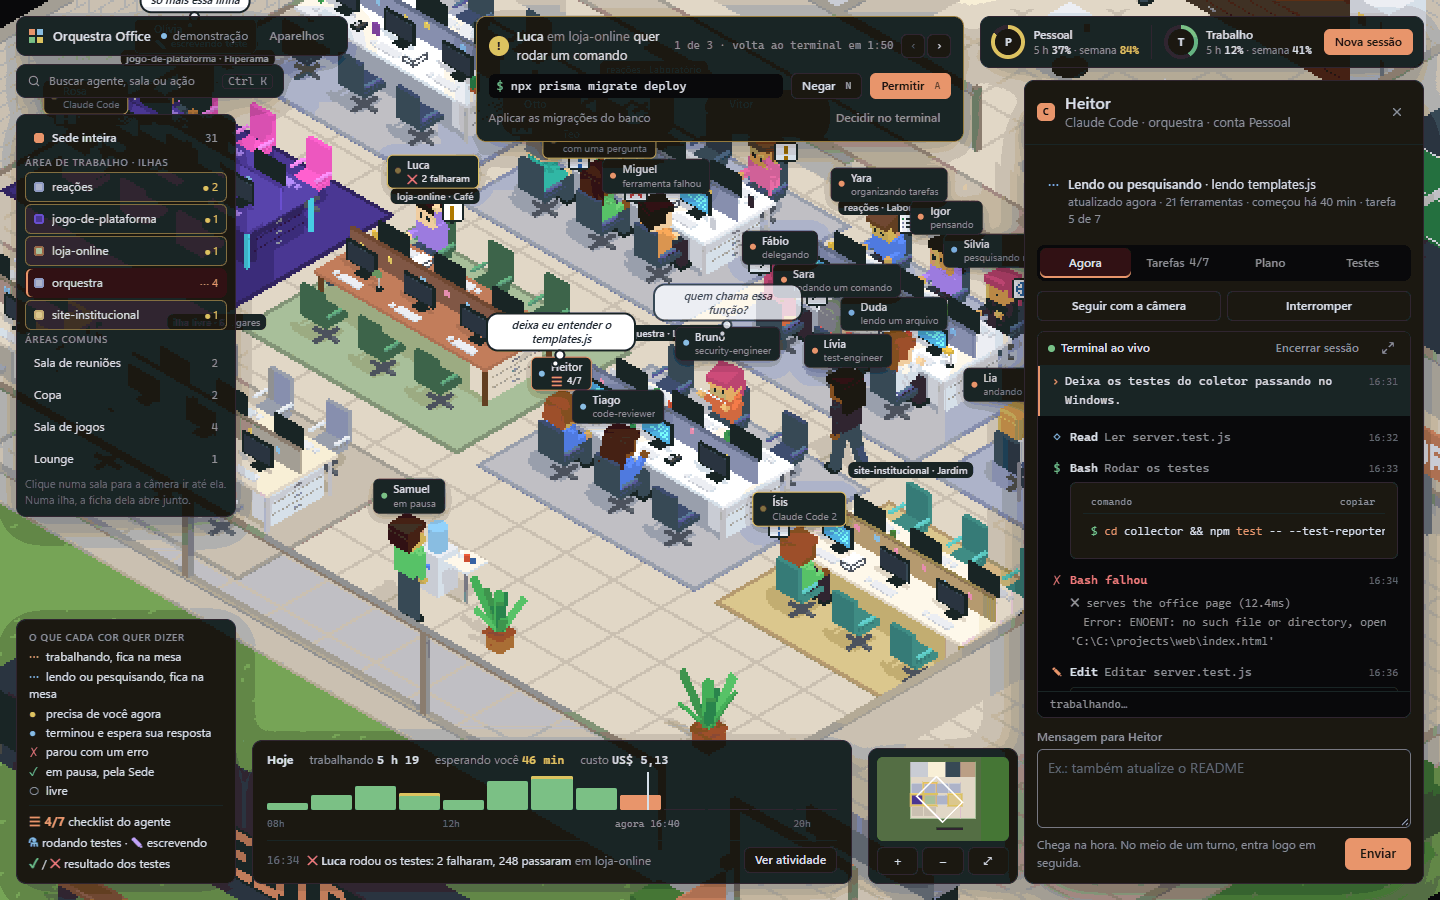 só mais essa linha
Orquestra Office
demonstração
Aparelhos
jogo-de-plataforma · Fliperama
Buscar agente, sala ou ação
Ctrl K
Claude Code
Sede inteira 31
ÁREA DE TRABALHO · ILHAS
reações 2
jogo-de-plataforma 1
loja-online 1
orquestra 4
site-institucional 1
ÁREAS COMUNS
Sala de reuniões 2
Copa 2
Sala de jogos 4
Lounge 1
Clique numa sala para a câmera ir até ela.
Numa ilha, a ficha dela abre junto.
O QUE CADA COR QUER DIZER
trabalhando, fica na mesa
lendo ou pesquisando, fica na
mesa
precisa de você agora
terminou e espera sua resposta
parou com um erro
em pausa, pela Sede
livre
4/7 checklist do agente
rodando testes · escrevendo
✓ / ✗ resultado dos testes
! Luca em loja-online quer
rodar um comando
1 de 3 · volta ao terminal em 1:50
‹ ›
$ npx prisma migrate deploy
Negar N
Permitir A
Aplicar as migrações do banco
Decidir no terminal
com uma pergunta
Luca
2 falharam
loja-online · Café
Miguel
ferramenta falhou
Yara
organizando tarefas
reações · Labor
Igor
pensando
Fábio
delegando
Sílvia
pesquisando
Sara
rodando um comando
quem chama essa
função?
Duda
lendo um arquivo
deixa eu entender o
templates.js
Bruno
security-engineer
Lívia
test-engineer
Heitor
4/7
Tiago
code-reviewer
Lia
andando
site-institucional · Jardim
Samuel
em pausa
Ísis
Claude Code 2
Hoje trabalhando 5 h 19 esperando você 46 min custo US$ 5,13
08h 12h agora 16:40 20h
16:34 ✗ Luca rodou os testes: 2 falharam, 248 passaram em loja-online
Ver atividade
+ −
P Pessoal
5 h 37% · semana 84%
T Trabalho
5 h 12% · semana 41%
Nova sessão
C Heitor
Claude Code · orquestra · conta Pessoal
×
Lendo ou pesquisando · lendo templates.js
atualizado agora · 21 ferramentas · começou há 40 min · tarefa
5 de 7
Agora
Tarefas 4/7
Plano
Testes
Seguir com a câmera
Interromper
Terminal ao vivo
Encerrar sessão
› Deixa os testes do coletor passando no
Windows.
16:31
Read Ler server.test.js 16:32
$ Bash Rodar os testes 16:33
comando copiar
$ cd collector && npm test -- --test-reporter
✗ Bash falhou 16:34
✕ serves the office page (12.4ms)
Error: ENOENT: no such file or directory, open
'C:\C:\projects\web\index.html'
Edit Editar server.test.js 16:36
trabalhando…
Mensagem para Heitor
Ex.: também atualize o README
Chega na hora. No meio de um turno, entra logo em
seguida.
Enviar